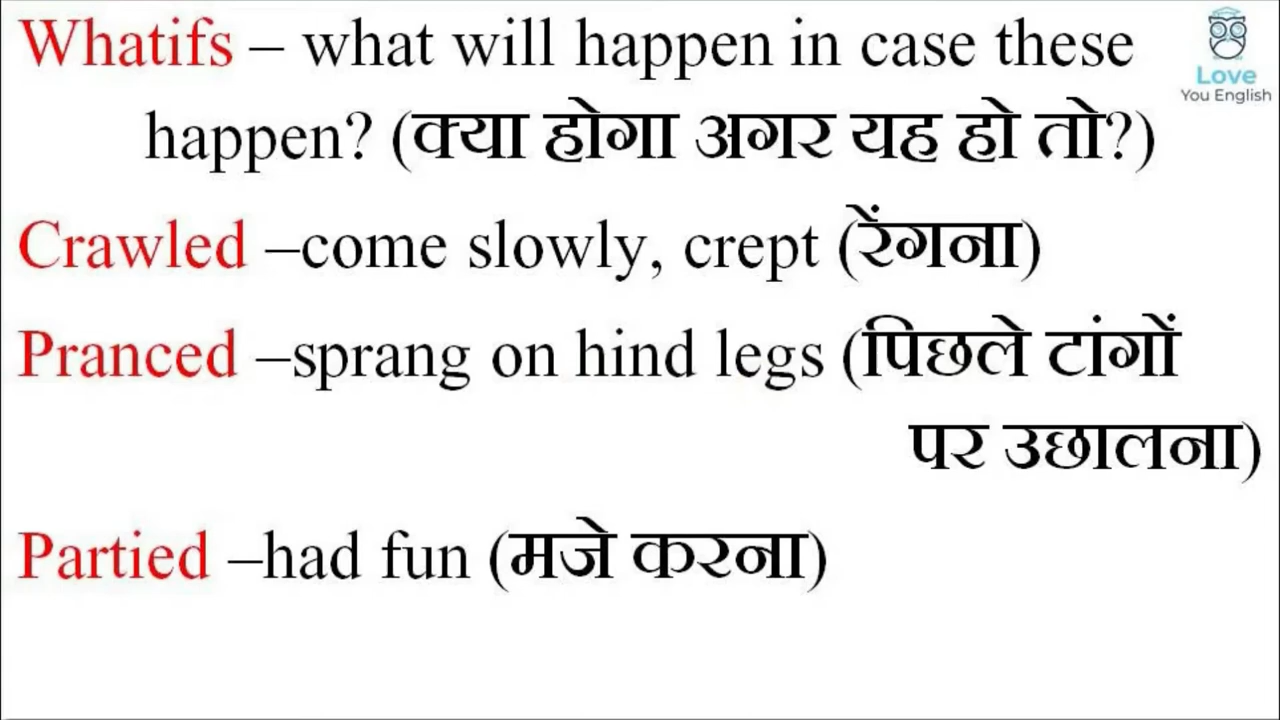 Whatifs – what will happen in case these
happen? (क्या होगा अगर यह हो तो?)
Crawled –come slowly, crept (रेंगना)
Pranced –sprang on hind legs (पिछले टांगों
पर उछालना)
Partied –had fun (मजे करना)
Love
You English